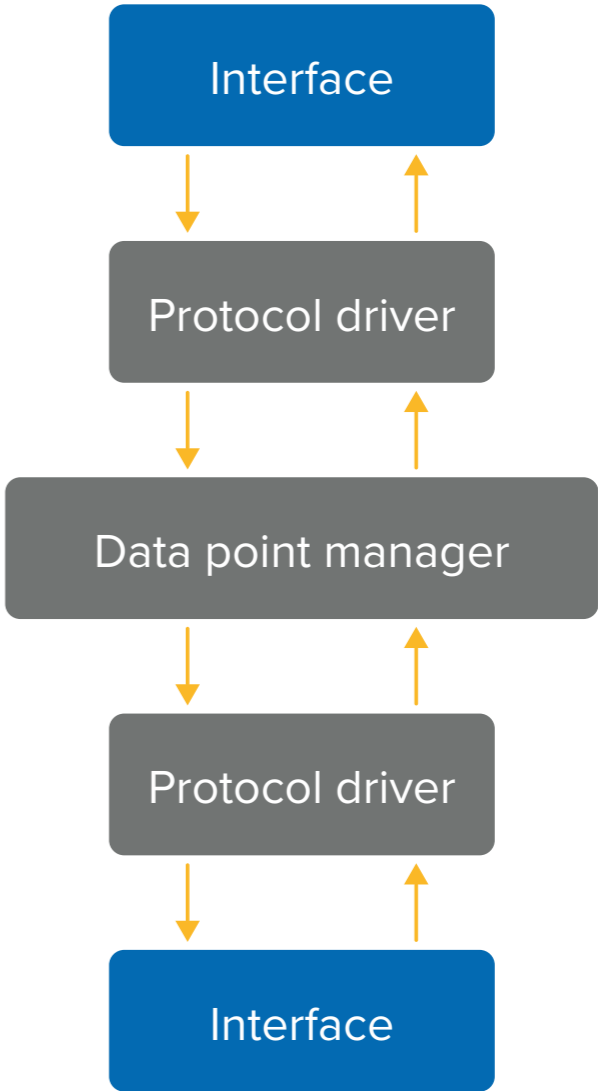 Interface
Protocol driver
Data point manager
Protocol driver
Interface